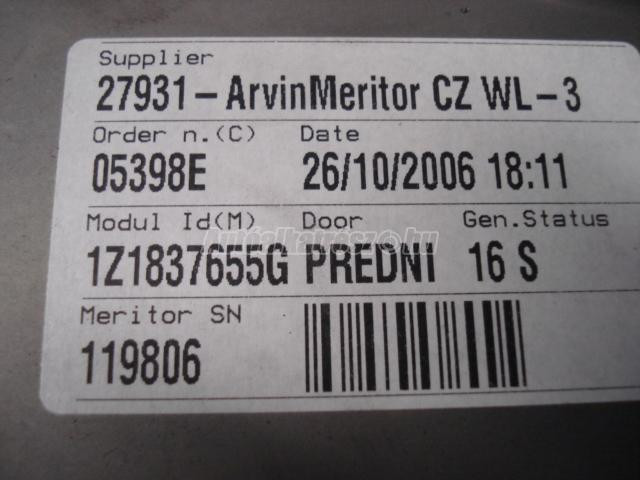 Supplier
27931-ArvinMeritor CZ WL-3
Order n.(C) Date
05398E 26/10/2006 18:11
Modul Id(M) Door Gen.Status
1Z1837655G PREDNI 16 S
Meritor SN
119806